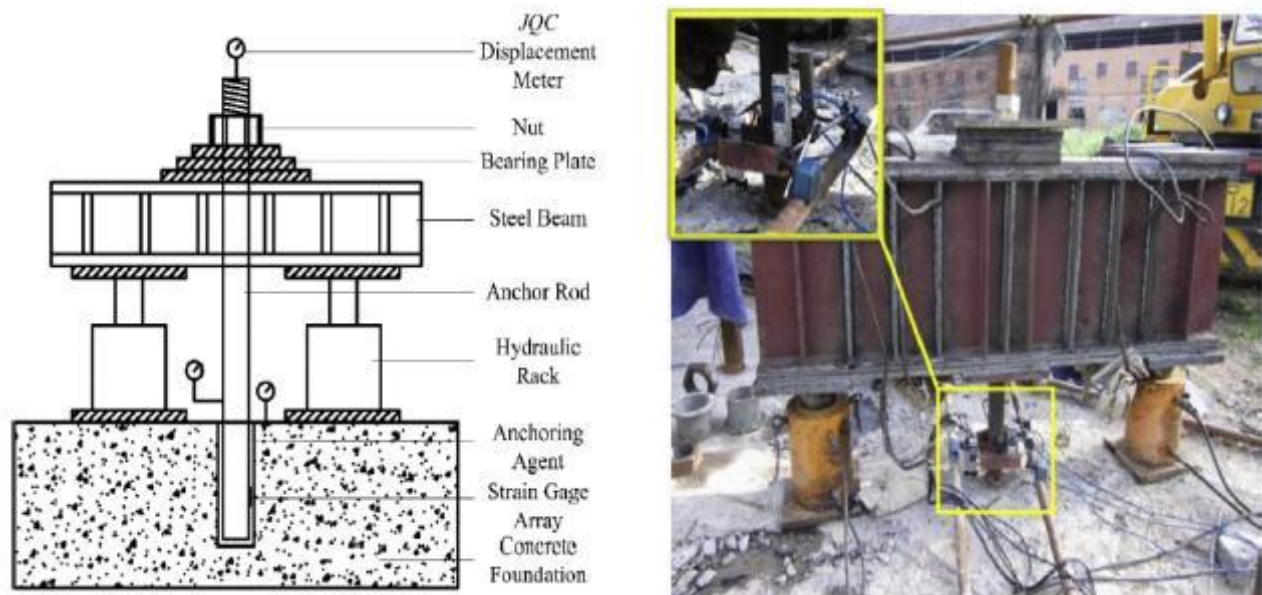 JQC
Displacement
Meter
Nut
Bearing Plate
Steel Beam
Anchor Rod
Hydraulic
Rack
Anchoring
Agent
Strain Gage
Array
Concrete
Foundation